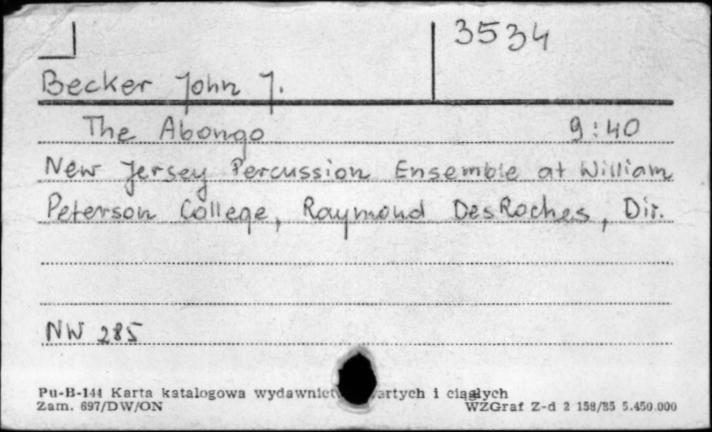 3534
Becker John J.
The Abongo 9:40
New Jersey Percussion Ensemble at William
Peterson College, Raymond DesRoches, Dir.
NW 285
Pu-B-144 Karta katalogowa wydawnict artych i ciągłych
Zam. 697/DW/ON WZGraf Z-d 2 158/85 5.450.000